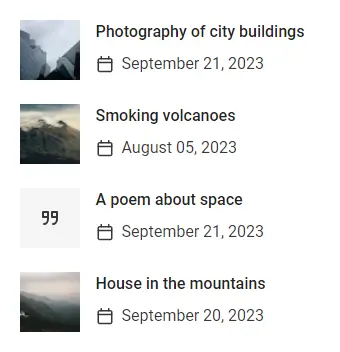 Photography of city buildings
September 21, 2023
Smoking volcanoes
August 05, 2023
A poem about space
September 21, 2023
House in the mountains
September 20, 2023